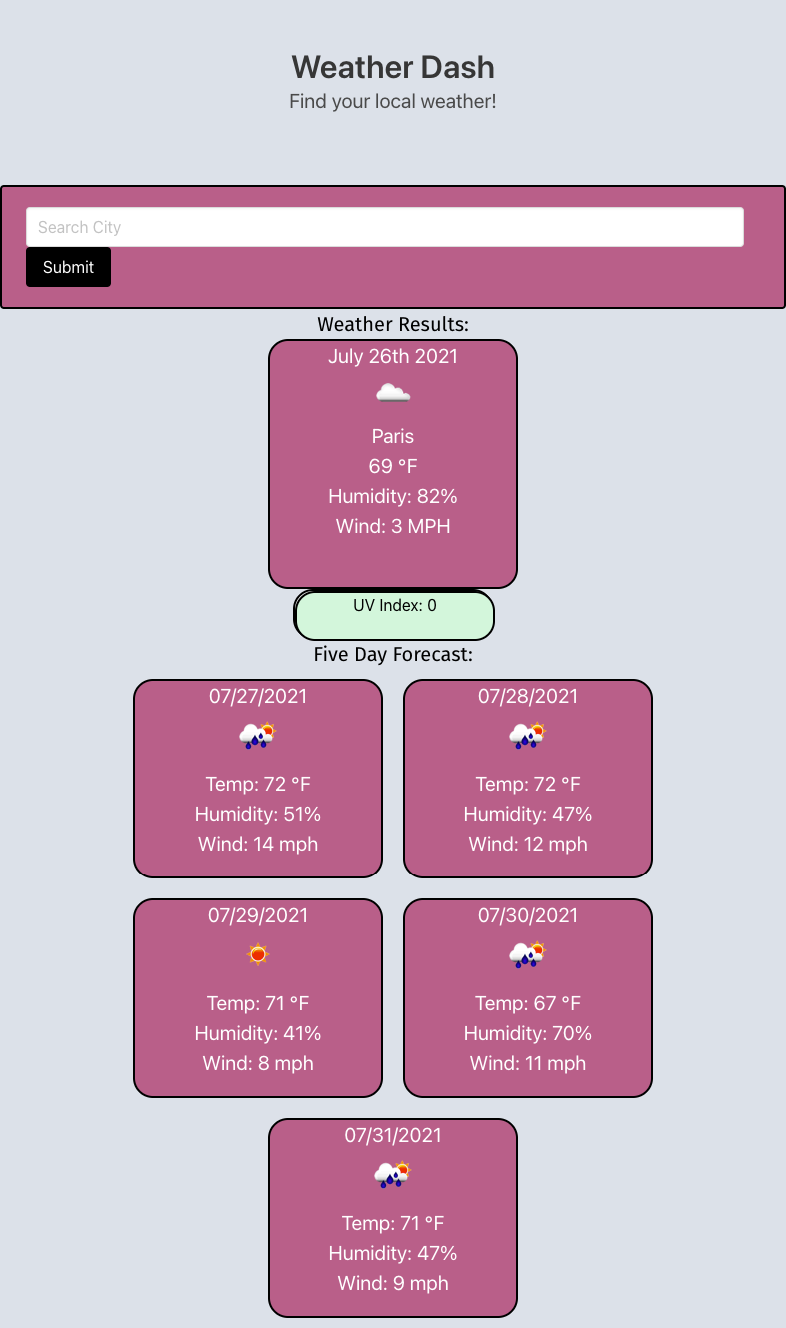 Weather Dash
Find your local weather!
Search City
Submit
Weather Results:
July 26th 2021
Paris
69 °F
Humidity: 82%
Wind: 3 MPH
UV Index: 0
Five Day Forecast:
07/27/2021
Temp: 72 °F
Humidity: 51%
Wind: 14 mph
07/28/2021
Temp: 72 °F
Humidity: 47%
Wind: 12 mph
07/29/2021
Temp: 71 °F
Humidity: 41%
Wind: 8 mph
07/30/2021
Temp: 67 °F
Humidity: 70%
Wind: 11 mph
07/31/2021
Temp: 71 °F
Humidity: 47%
Wind: 9 mph